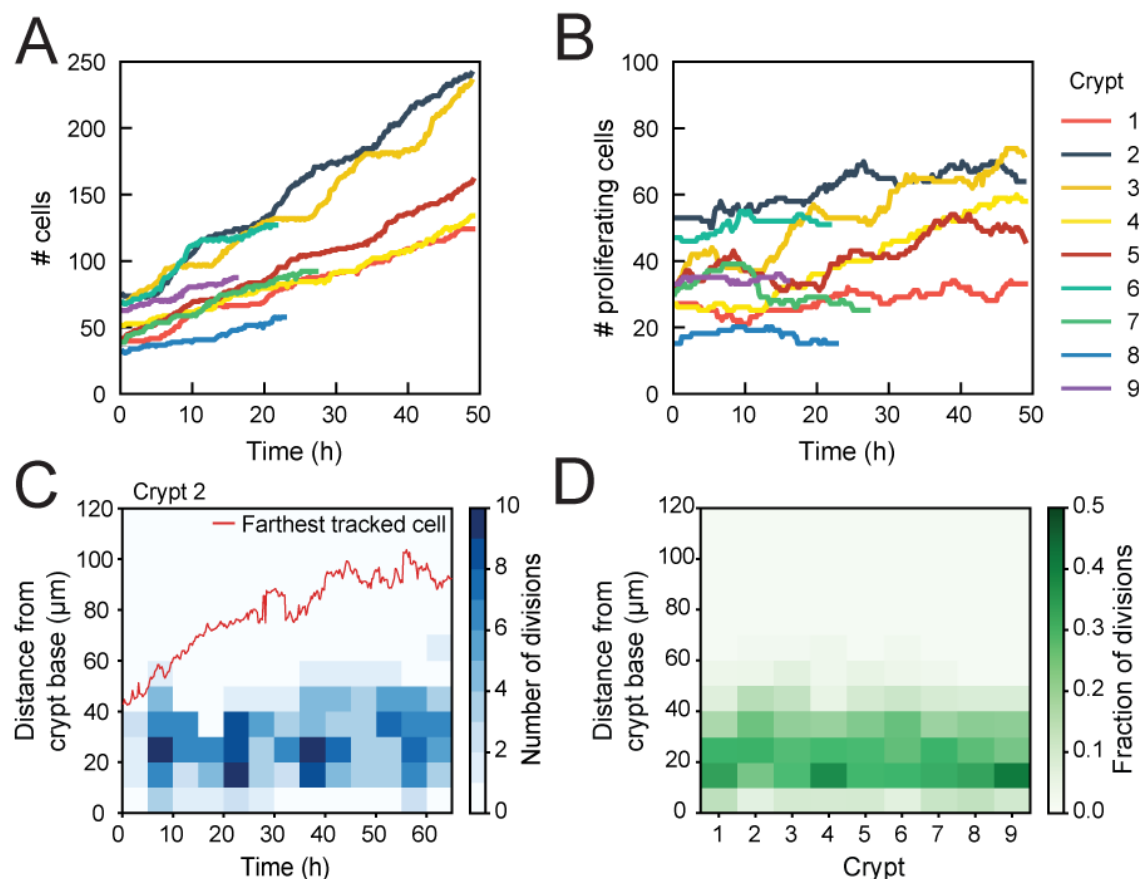 A
# cells
250
200
150
100
50
0
0 10 20 30 40 50
Time (h)
B
# proliferating cells
100
80
60
40
20
0
0 10 20 30 40 50
Time (h)
Crypt
1
2
3
4
5
6
7
8
9
C
Crypt 2
Farthest tracked cell
Distance from
crypt base (µm)
120
100
80
60
40
20
0
0 10 20 30 40 50 60
Time (h)
10
8
6
4
2
0
Number of divisions
D
Distance from
crypt base (µm)
120
100
80
60
40
20
0
1 2 3 4 5 6 7 8 9
Crypt
0.5
0.4
0.3
0.2
0.1
0.0
Fraction of divisions